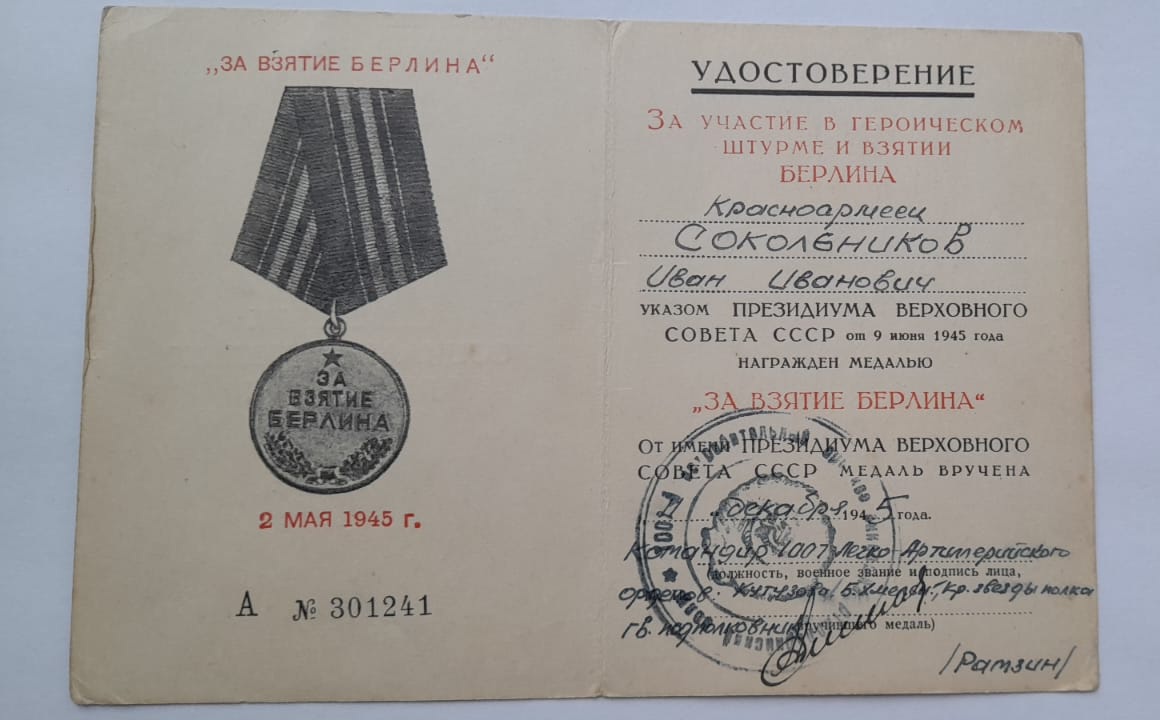 „ЗА ВЗЯТИЕ БЕРЛИНА“
ЗА
ВЗЯТИЕ
БЕРЛИНА
2 МАЯ 1945 г.
А № 301241
УДОСТОВЕРЕНИЕ
ЗА УЧАСТИЕ В ГЕРОИЧЕСКОМ
ШТУРМЕ И ВЗЯТИИ
БЕРЛИНА
Красноармеец
СОКОЛЬНИКОВ
Иван Иванович
УКАЗОМ ПРЕЗИДИУМА ВЕРХОВНОГО
СОВЕТА СССР от 9 июня 1945 года
НАГРАЖДЕН МЕДАЛЬЮ
„ЗА ВЗЯТИЕ БЕРЛИНА“
ОТ ИМЕНИ ПРЕЗИДИУМА ВЕРХОВНОГО
СОВЕТА СССР МЕДАЛЬ ВРУЧЕНА
декабря 1945 года.
Командир 1007 Легко-Артиллерийского
(должность, военное звание и подпись лица,
орденов: Кутузова, Б.Хмельн. Кр.звезды полка
гв. подполковник
вручившего медаль)
/Рамзин/